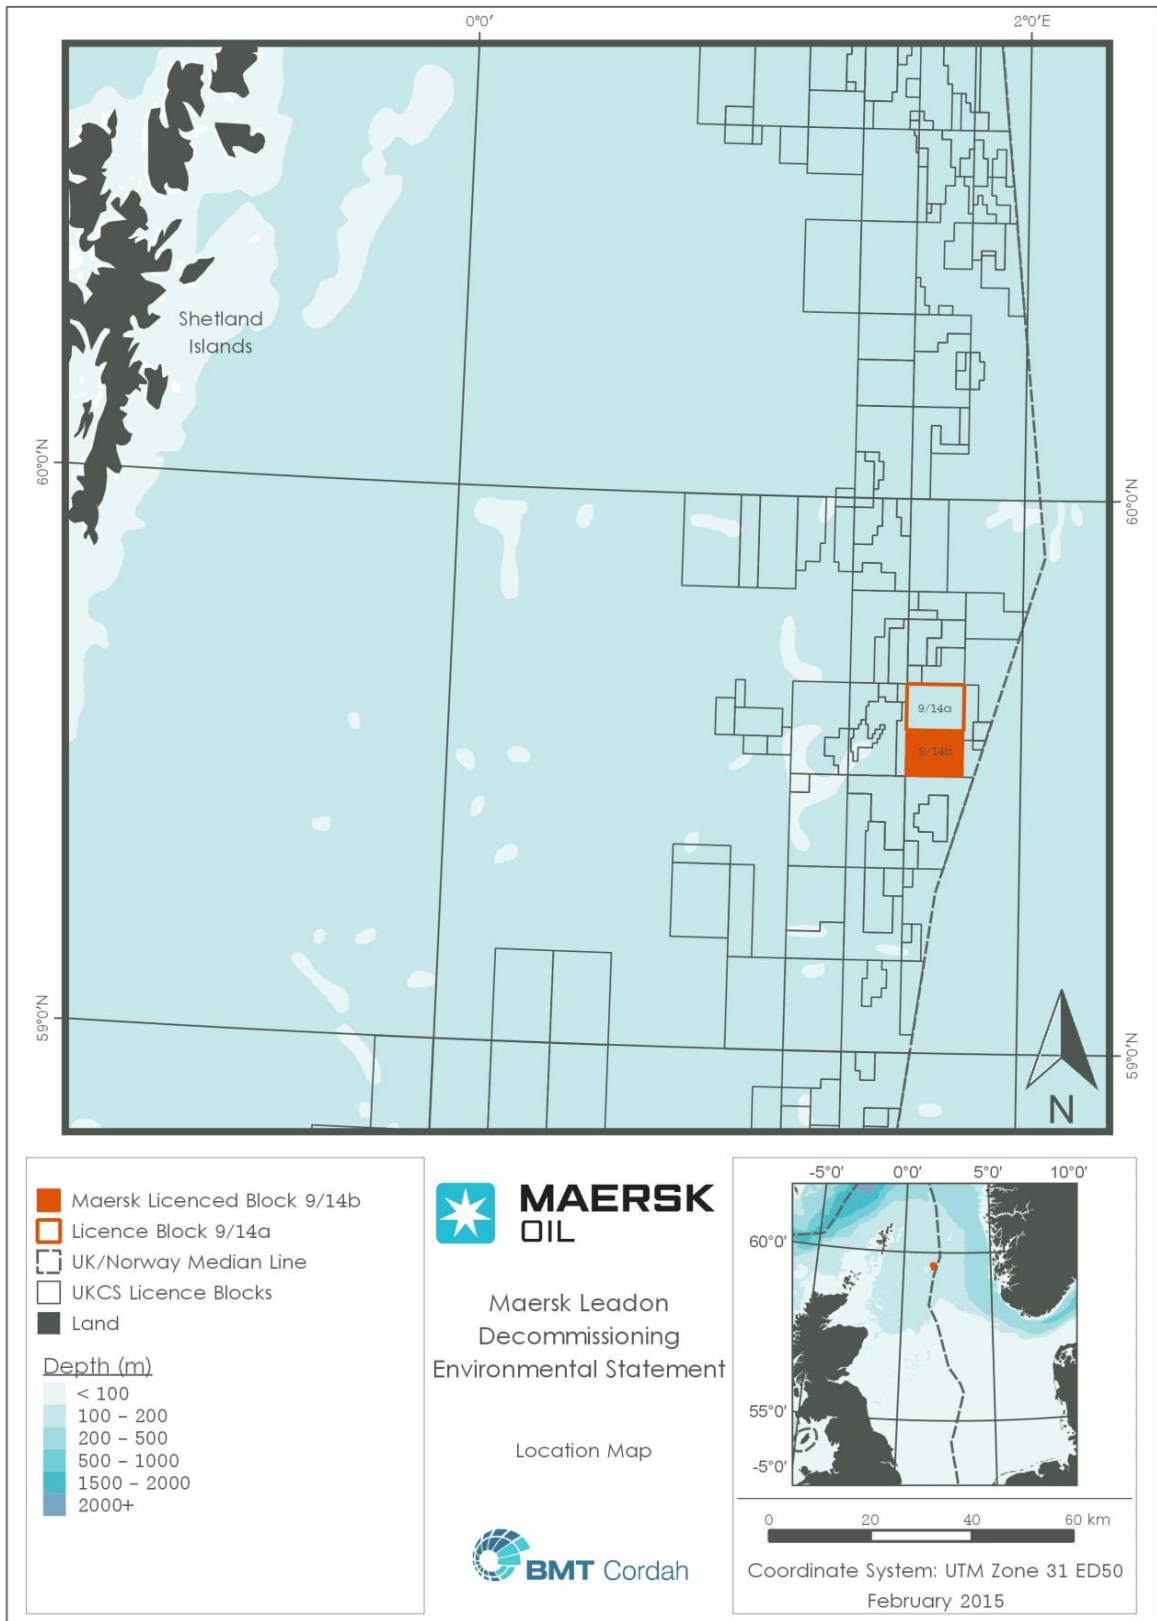 0°0'
2°0'E
Shetland
Islands
60°0'N
60°0'N
9/14a
9/14b
59°0'N
59°0'N
N
Maersk Licenced Block 9/14b
Licence Block 9/14a
UK/Norway Median Line
UKCS Licence Blocks
Land
Depth (m)
< 100
100 – 200
200 – 500
500 – 1000
1500 – 2000
2000+
MAERSK
OIL
Maersk Leadon
Decommissioning
Environmental Statement
Location Map
BMT Cordah
-5°0'
0°0'
5°0'
10°0'
60°0'
55°0'
-5°0'
0
20
40
60 km
Coordinate System: UTM Zone 31 ED50
February 2015